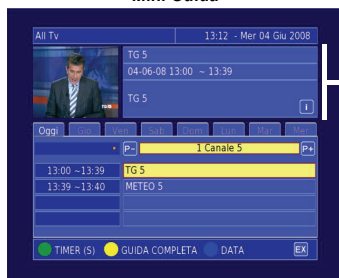 Mini Guida
All Tv
13:12 - Mer 04 Giu 2008
TG 5
04-06-08 13:00 ~ 13:39
TG 5
i
Oggi Gio Ven Sab Dom Lun Mar Mer
P- 1 Canale 5 P+
13:00 ~13:39 TG 5
13:39 ~13:40 METEO 5
TIMER (S) GUIDA COMPLETA DATA EX